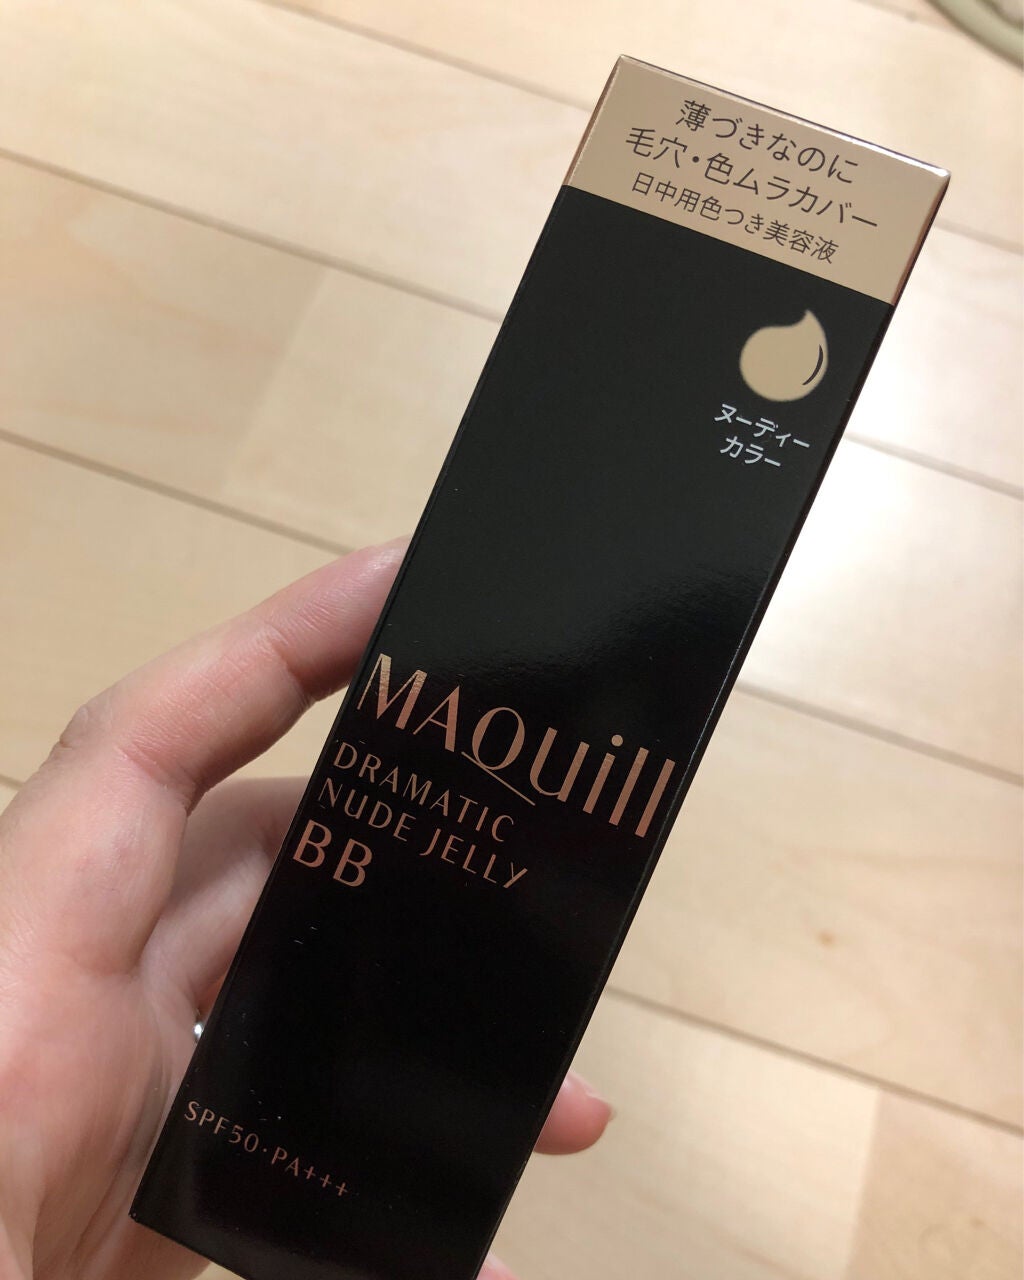 薄づきなのに
毛穴・色ムラカバー
日中用色つき美容液
ヌーディー
カラー
MAQuill
DRAMATIC
NUDE JELLY
BB
SPF50・PA+++